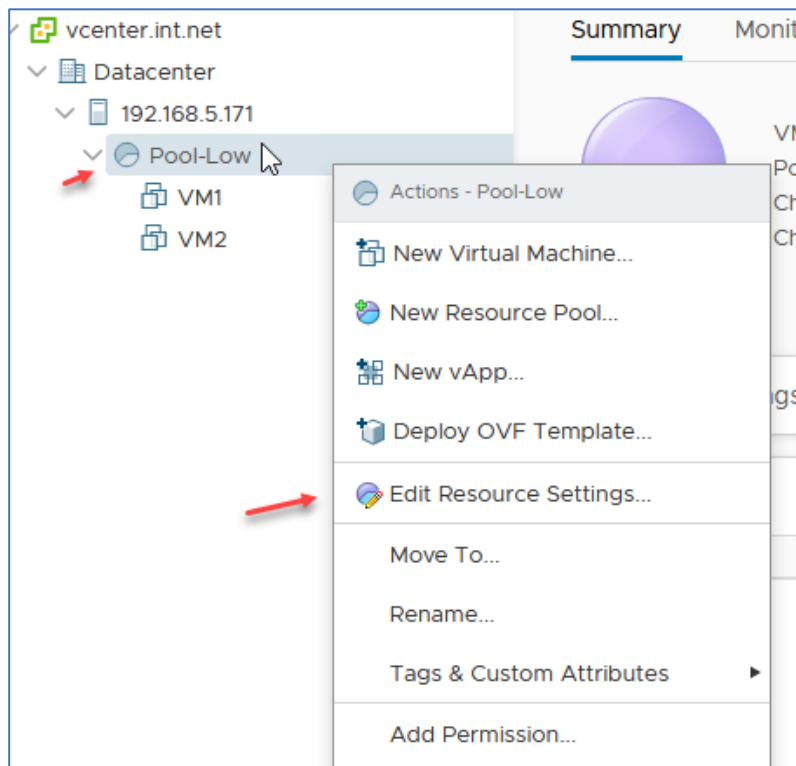 vcenter.int.net
Datacenter
192.168.5.171
Pool-Low
VM1
VM2
Summary
Actions - Pool-Low
New Virtual Machine...
New Resource Pool...
New vApp...
Deploy OVF Template...
Edit Resource Settings...
Move To...
Rename...
Tags & Custom Attributes
Add Permission...